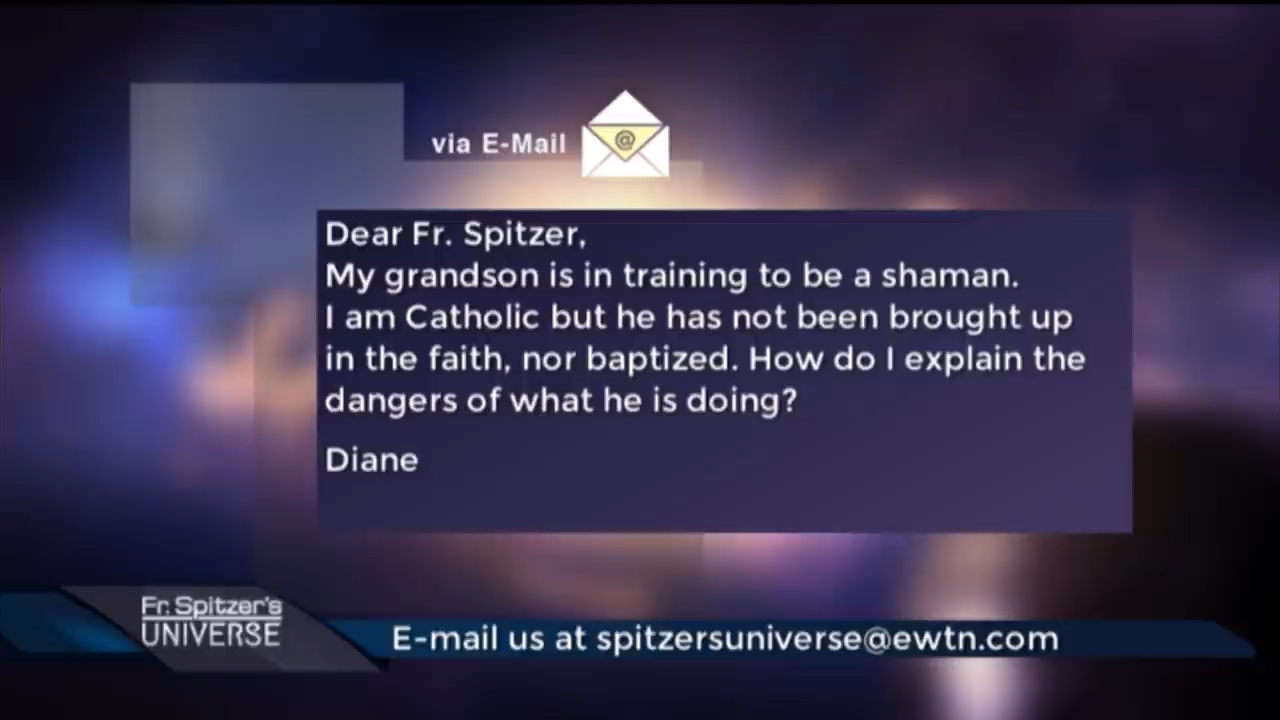 via E-Mail
@
Dear Fr. Spitzer,
My grandson is in training to be a shaman.
I am Catholic but he has not been brought up
in the faith, nor baptized. How do I explain the
dangers of what he is doing?
Diane
Fr. Spitzer's
UNIVERSE
E-mail us at spitzersuniverse@ewtn.com